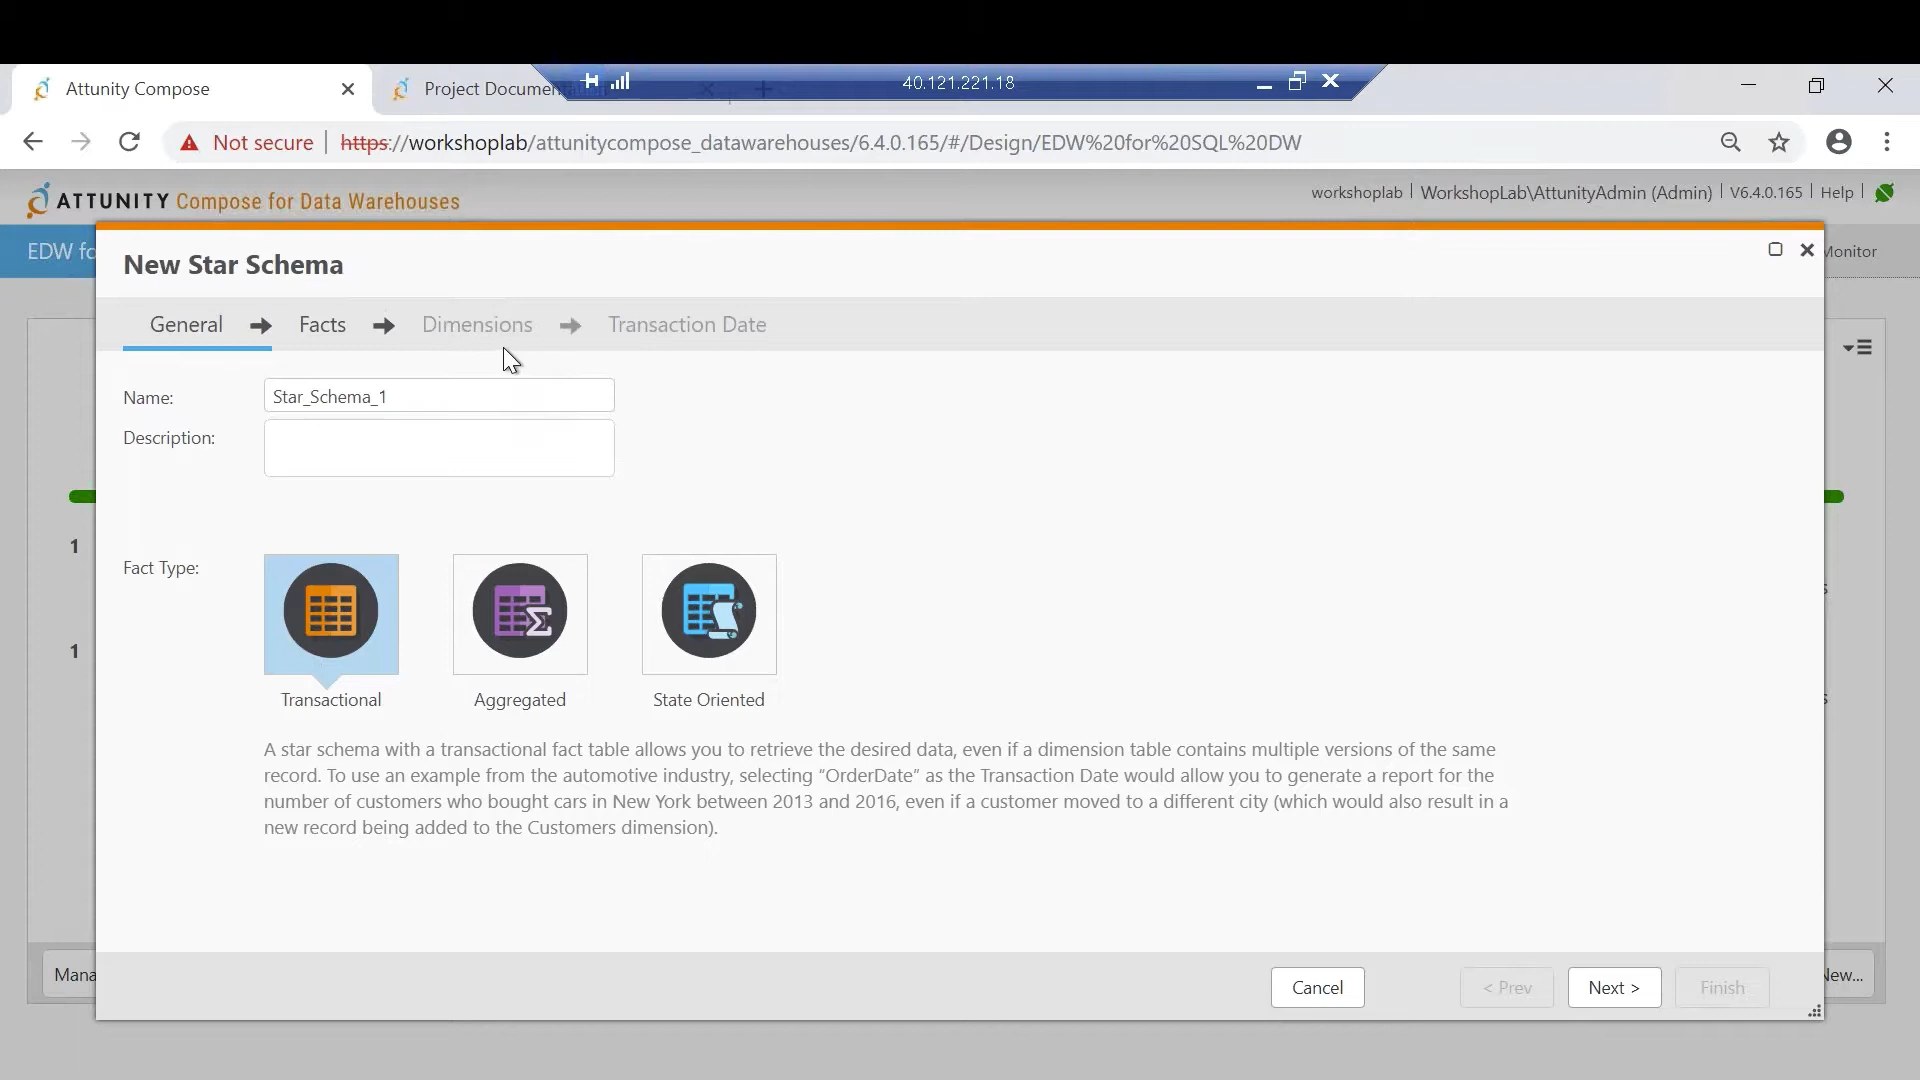 Attunity Compose
Project Documen
40.121.221.18
Not secure | https://workshoplab/attunitycompose_datawarehouses/6.4.0.165/#/Design/EDW%20for%20SQL%20DW
ATTUNITY Compose for Data Warehouses
workshoplab | WorkshopLab\AttunityAdmin (Admin) | V6.4.0.165 | Help |
EDW fo
Monitor
New Star Schema
General
Facts
Dimensions
Transaction Date
Name:
Star_Schema_1
Description:
1
Fact Type:
1
Transactional
Aggregated
State Oriented
A star schema with a transactional fact table allows you to retrieve the desired data, even if a dimension table contains multiple versions of the same
record. To use an example from the automotive industry, selecting “OrderDate” as the Transaction Date would allow you to generate a report for the
number of customers who bought cars in New York between 2013 and 2016, even if a customer moved to a different city (which would also result in a
new record being added to the Customers dimension).
Mana
Cancel
< Prev
Next >
Finish
New...